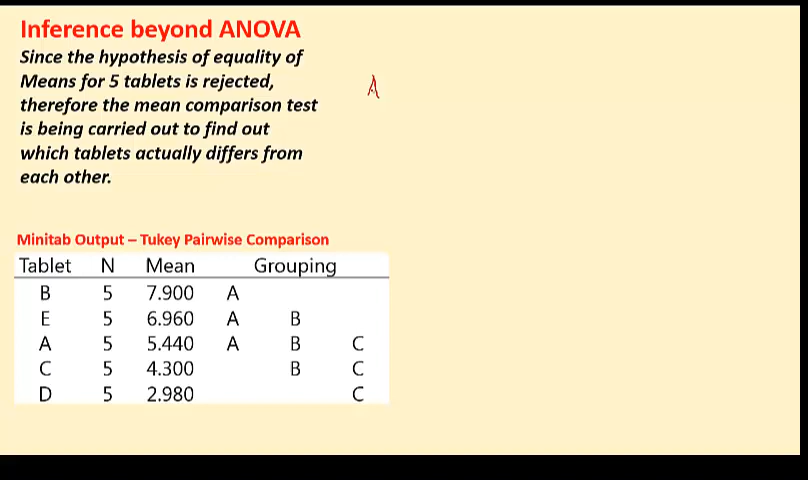 Inference beyond ANOVA
Since the hypothesis of equality of
Means for 5 tablets is rejected,
therefore the mean comparison test
is being carried out to find out
which tablets actually differs from
each other.
A
Minitab Output – Tukey Pairwise Comparison
Tablet N Mean Grouping
B 5 7.900 A
E 5 6.960 A B
A 5 5.440 A B C
C 5 4.300 B C
D 5 2.980 C